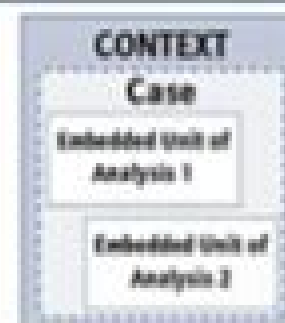 CONTEXT
Case
Embedded Unit of
Analysis 1
Embedded Unit of
Analysis 2